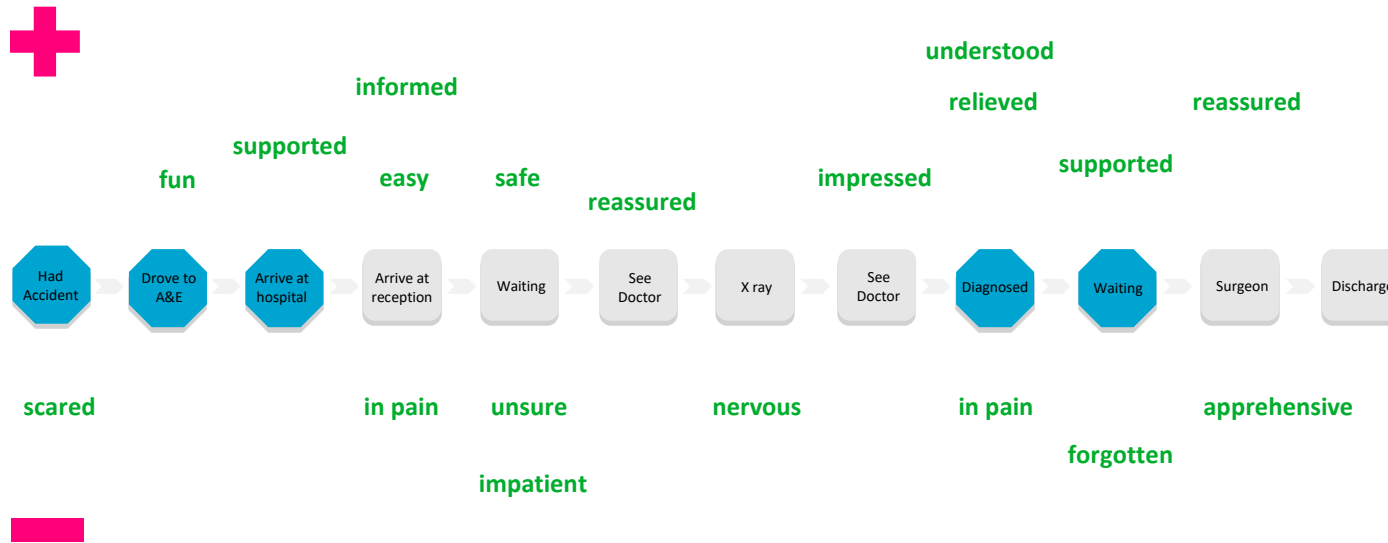 understood
informed
relieved
reassured
supported
supported
fun
easy
safe
impressed
reassured
Had
Accident
Drove to
A&E
Arrive at
hospital
Arrive at
reception
Waiting
See
Doctor
X ray
See
Doctor
Diagnosed
Waiting
Surgeon
Discharge
scared
in pain
unsure
nervous
in pain
apprehensive
forgotten
impatient